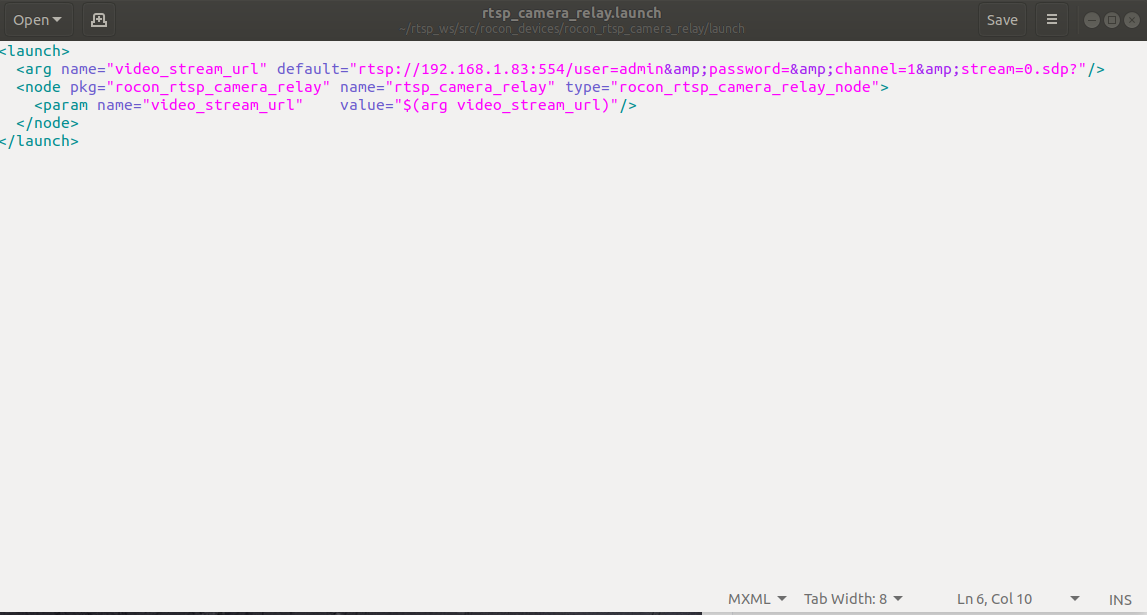 Open
rtsp_camera_relay.launch
~/rtsp_ws/src/rocon_devices/rocon_rtsp_camera_relay/launch
Save
<launch>
  <arg name="video_stream_url" default="rtsp://192.168.1.83:554/user=admin&amp;password=&amp;channel=1&amp;stream=0.sdp?"/>
  <node pkg="rocon_rtsp_camera_relay" name="rtsp_camera_relay" type="rocon_rtsp_camera_relay_node">
    <param name="video_stream_url"    value="$(arg video_stream_url)"/>
  </node>
</launch>
MXML
Tab Width: 8
Ln 6, Col 10
INS